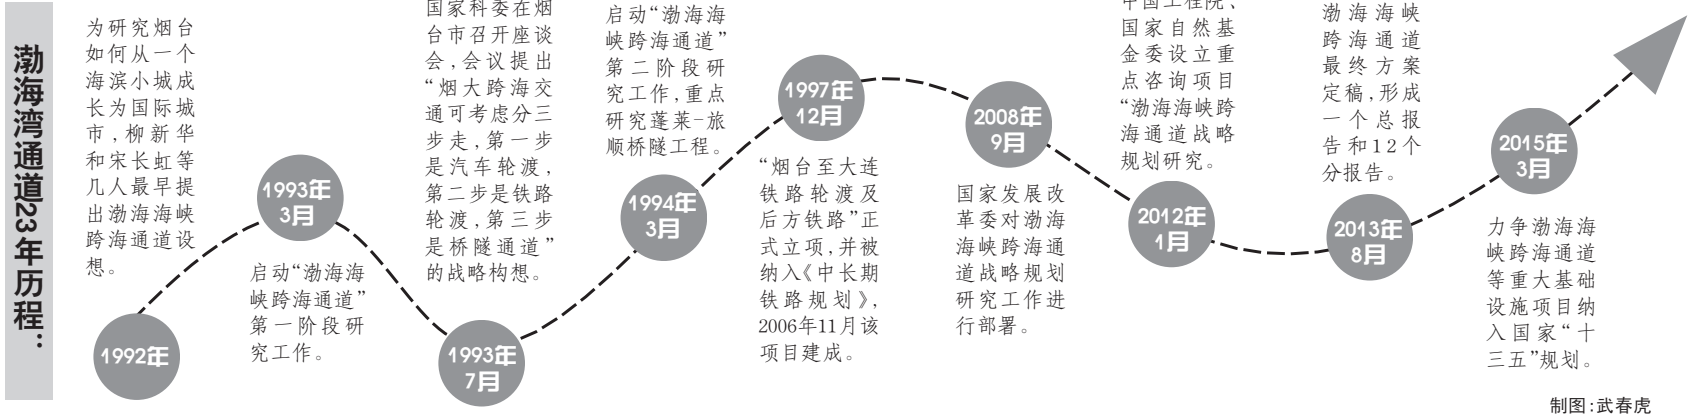 渤海湾通道23年历程：
为研究烟台
如何从一个
海滨小城成
长为国际城
市,柳新华
和宋长虹等
几人最早提
出渤海海峡
跨海通道设
想。
1992年
1993年
3月
启动“渤海海
峡跨海通道”
第一阶段研
究工作。
国家科委在烟
台市召开座谈
会,会议提出
“烟大跨海交
通可考虑分三
步走,第一步
是汽车轮渡,
第二步是铁路
轮渡,第三步
是桥隧通道”
的战略构想。
1993年
7月
启动“渤海海
峡跨海通道”
第二阶段研
究工作,重点
研究蓬莱-旅
顺桥隧工程。
1994年
3月
1997年
12月
“烟台至大连
铁路轮渡及
后方铁路”正
式立项,并被
纳入《中长期
铁路规划》,
2006年11月该
项目建成。
2008年
9月
国家发展改
革委对渤海
海峡跨海通
道战略规划
研究工作进
行部署。
中国工程院、
国家自然基
金委设立重
点咨询项目
“渤海海峡跨
海通道战略
规划研究。
2012年
1月
渤海海峡
跨海通道
最终方案
定稿,形成
一个总报
告和12个
分报告。
2013年
8月
2015年
3月
力争渤海海
峡跨海通道
等重大基础
设施项目纳
入国家“十
三五”规划。
制图:武春虎